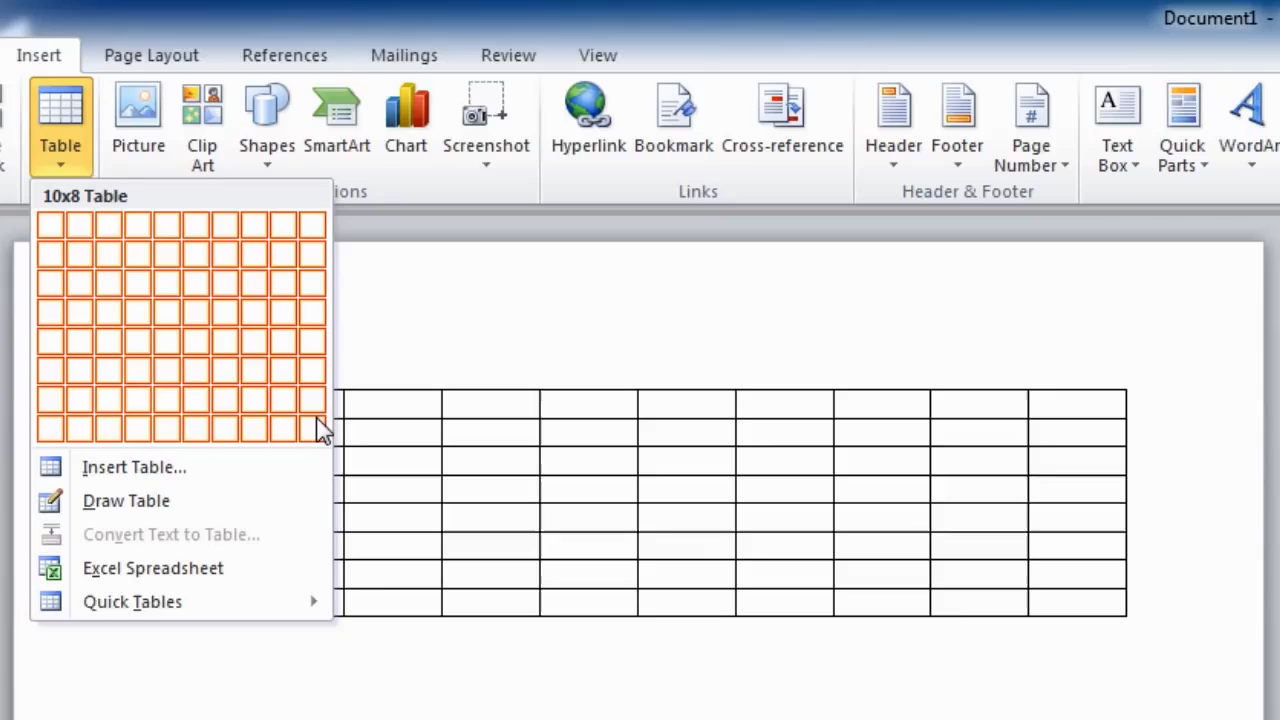 Document1 -
Insert Page Layout References Mailings Review View
Table Picture Clip Art Shapes SmartArt Chart Screenshot Hyperlink Bookmark Cross-reference Header Footer Page Number Text Box Quick Parts
Links Header & Footer
10x8 Table
Insert Table...
Draw Table
Convert Text to Table...
Excel Spreadsheet
Quick Tables
A
#
A